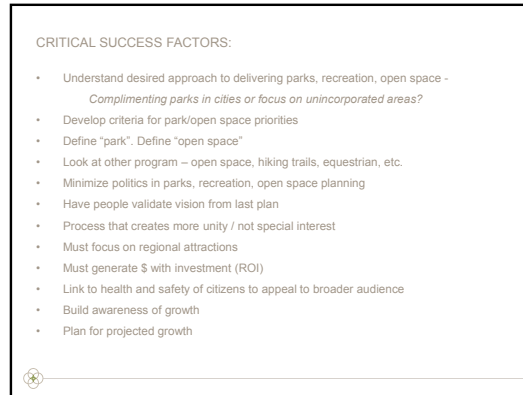 CRITICAL SUCCESS FACTORS:
• Understand desired approach to delivering parks, recreation, open space -
Complimenting parks in cities or focus on unincorporated areas?
• Develop criteria for park/open space priorities
• Define “park”. Define “open space”
• Look at other program – open space, hiking trails, equestrian, etc.
• Minimize politics in parks, recreation, open space planning
• Have people validate vision from last plan
• Process that creates more unity / not special interest
• Must focus on regional attractions
• Must generate $ with investment (ROI)
• Link to health and safety of citizens to appeal to broader audience
• Build awareness of growth
• Plan for projected growth